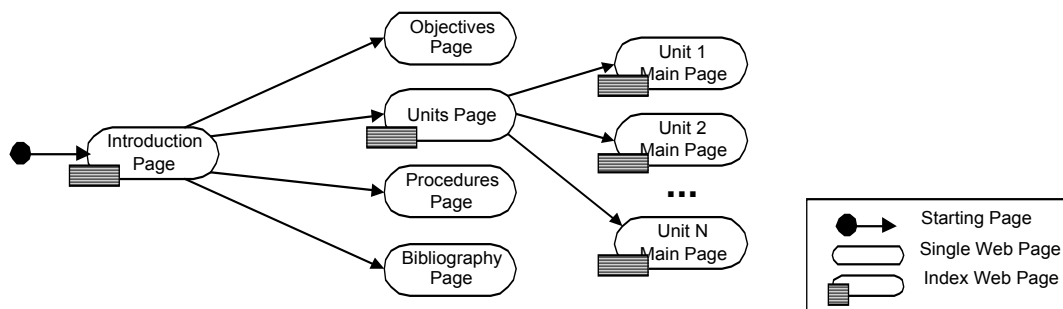 Objectives
Page
Unit 1
Main Page
Units Page
Introduction
Page
Unit 2
Main Page
...
Procedures
Page
Unit N
Main Page
Bibliography
Page
Starting Page
Single Web Page
Index Web Page